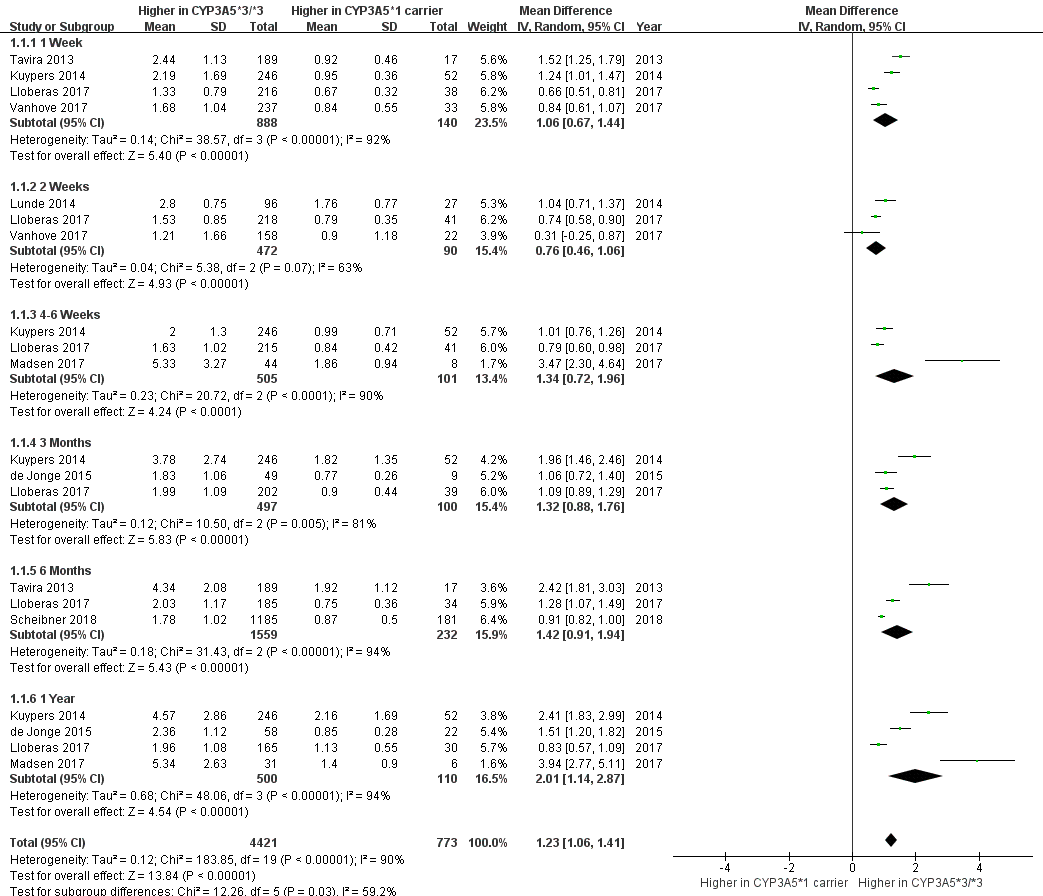 Higher in CYP3A5*3/*3 Higher in CYP3A5*1 carrier Mean Difference Mean Difference
Study or Subgroup Mean SD Total Mean SD Total Weight IV, Random, 95% CI Year IV, Random, 95% CI
1.1.1 1 Week
Tavira 2013 2.44 1.13 189 0.92 0.46 17 5.6% 1.52 [1.25, 1.79] 2013
Kuypers 2014 2.19 1.69 246 0.95 0.36 52 5.8% 1.24 [1.01, 1.47] 2014
Lloberas 2017 1.33 0.79 216 0.67 0.32 38 6.2% 0.66 [0.51, 0.81] 2017
Vanhove 2017 1.68 1.04 237 0.84 0.55 33 5.8% 0.84 [0.61, 1.07] 2017
Subtotal (95% CI) 888 140 23.5% 1.06 [0.67, 1.44]
Heterogeneity: Tau² = 0.14; Chi² = 38.57, df = 3 (P < 0.00001); I² = 92%
Test for overall effect: Z = 5.40 (P < 0.00001)
1.1.2 2 Weeks
Lunde 2014 2.8 0.75 96 1.76 0.77 27 5.3% 1.04 [0.71, 1.37] 2014
Lloberas 2017 1.53 0.85 218 0.79 0.35 41 6.2% 0.74 [0.58, 0.90] 2017
Vanhove 2017 1.21 1.66 158 0.9 1.18 22 3.9% 0.31 [-0.25, 0.87] 2017
Subtotal (95% CI) 472 90 15.4% 0.76 [0.46, 1.06]
Heterogeneity: Tau² = 0.04; Chi² = 5.38, df = 2 (P = 0.07); I² = 63%
Test for overall effect: Z = 4.93 (P < 0.00001)
1.1.3 4-6 Weeks
Kuypers 2014 2 1.3 246 0.99 0.71 52 5.7% 1.01 [0.76, 1.26] 2014
Lloberas 2017 1.63 1.02 215 0.84 0.42 41 6.0% 0.79 [0.60, 0.98] 2017
Madsen 2017 5.33 3.27 44 1.86 0.94 8 1.7% 3.47 [2.30, 4.64] 2017
Subtotal (95% CI) 505 101 13.4% 1.34 [0.72, 1.96]
Heterogeneity: Tau² = 0.23; Chi² = 20.72, df = 2 (P < 0.0001); I² = 90%
Test for overall effect: Z = 4.24 (P < 0.0001)
1.1.4 3 Months
Kuypers 2014 3.78 2.74 246 1.82 1.35 52 4.2% 1.96 [1.46, 2.46] 2014
de Jonge 2015 1.83 1.06 49 0.77 0.26 9 5.2% 1.06 [0.72, 1.40] 2015
Lloberas 2017 1.99 1.09 202 0.9 0.44 39 6.0% 1.09 [0.89, 1.29] 2017
Subtotal (95% CI) 497 100 15.4% 1.32 [0.88, 1.76]
Heterogeneity: Tau² = 0.12; Chi² = 10.50, df = 2 (P = 0.005); I² = 81%
Test for overall effect: Z = 5.83 (P < 0.00001)
1.1.5 6 Months
Tavira 2013 4.34 2.08 189 1.92 1.12 17 3.6% 2.42 [1.81, 3.03] 2013
Lloberas 2017 2.03 1.17 185 0.75 0.36 34 5.9% 1.28 [1.07, 1.49] 2017
Scheibner 2018 1.78 1.02 1185 0.87 0.5 181 6.4% 0.91 [0.82, 1.00] 2018
Subtotal (95% CI) 1559 232 15.9% 1.42 [0.91, 1.94]
Heterogeneity: Tau² = 0.18; Chi² = 31.43, df = 2 (P < 0.00001); I² = 94%
Test for overall effect: Z = 5.43 (P < 0.00001)
1.1.6 1 Year
Kuypers 2014 4.57 2.86 246 2.16 1.69 52 3.8% 2.41 [1.83, 2.99] 2014
de Jonge 2015 2.36 1.12 58 0.85 0.28 22 5.4% 1.51 [1.20, 1.82] 2015
Lloberas 2017 1.96 1.08 165 1.13 0.55 30 5.7% 0.83 [0.57, 1.09] 2017
Madsen 2017 5.34 2.63 31 1.4 0.9 6 1.6% 3.94 [2.77, 5.11] 2017
Subtotal (95% CI) 500 110 16.5% 2.01 [1.14, 2.87]
Heterogeneity: Tau² = 0.68; Chi² = 48.06, df = 3 (P < 0.00001); I² = 94%
Test for overall effect: Z = 4.54 (P < 0.00001)
Total (95% CI) 4421 773 100.0% 1.23 [1.06, 1.41]
Heterogeneity: Tau² = 0.12; Chi² = 183.85, df = 19 (P < 0.00001); I² = 90%
Test for overall effect: Z = 13.84 (P < 0.00001)
Test for subgroup differences: Chi² = 12.26, df = 5 (P = 0.03), I² = 59.2%
-4 -2 0 2 4
Higher in CYP3A5*1 carrier Higher in CYP3A5*3/*3